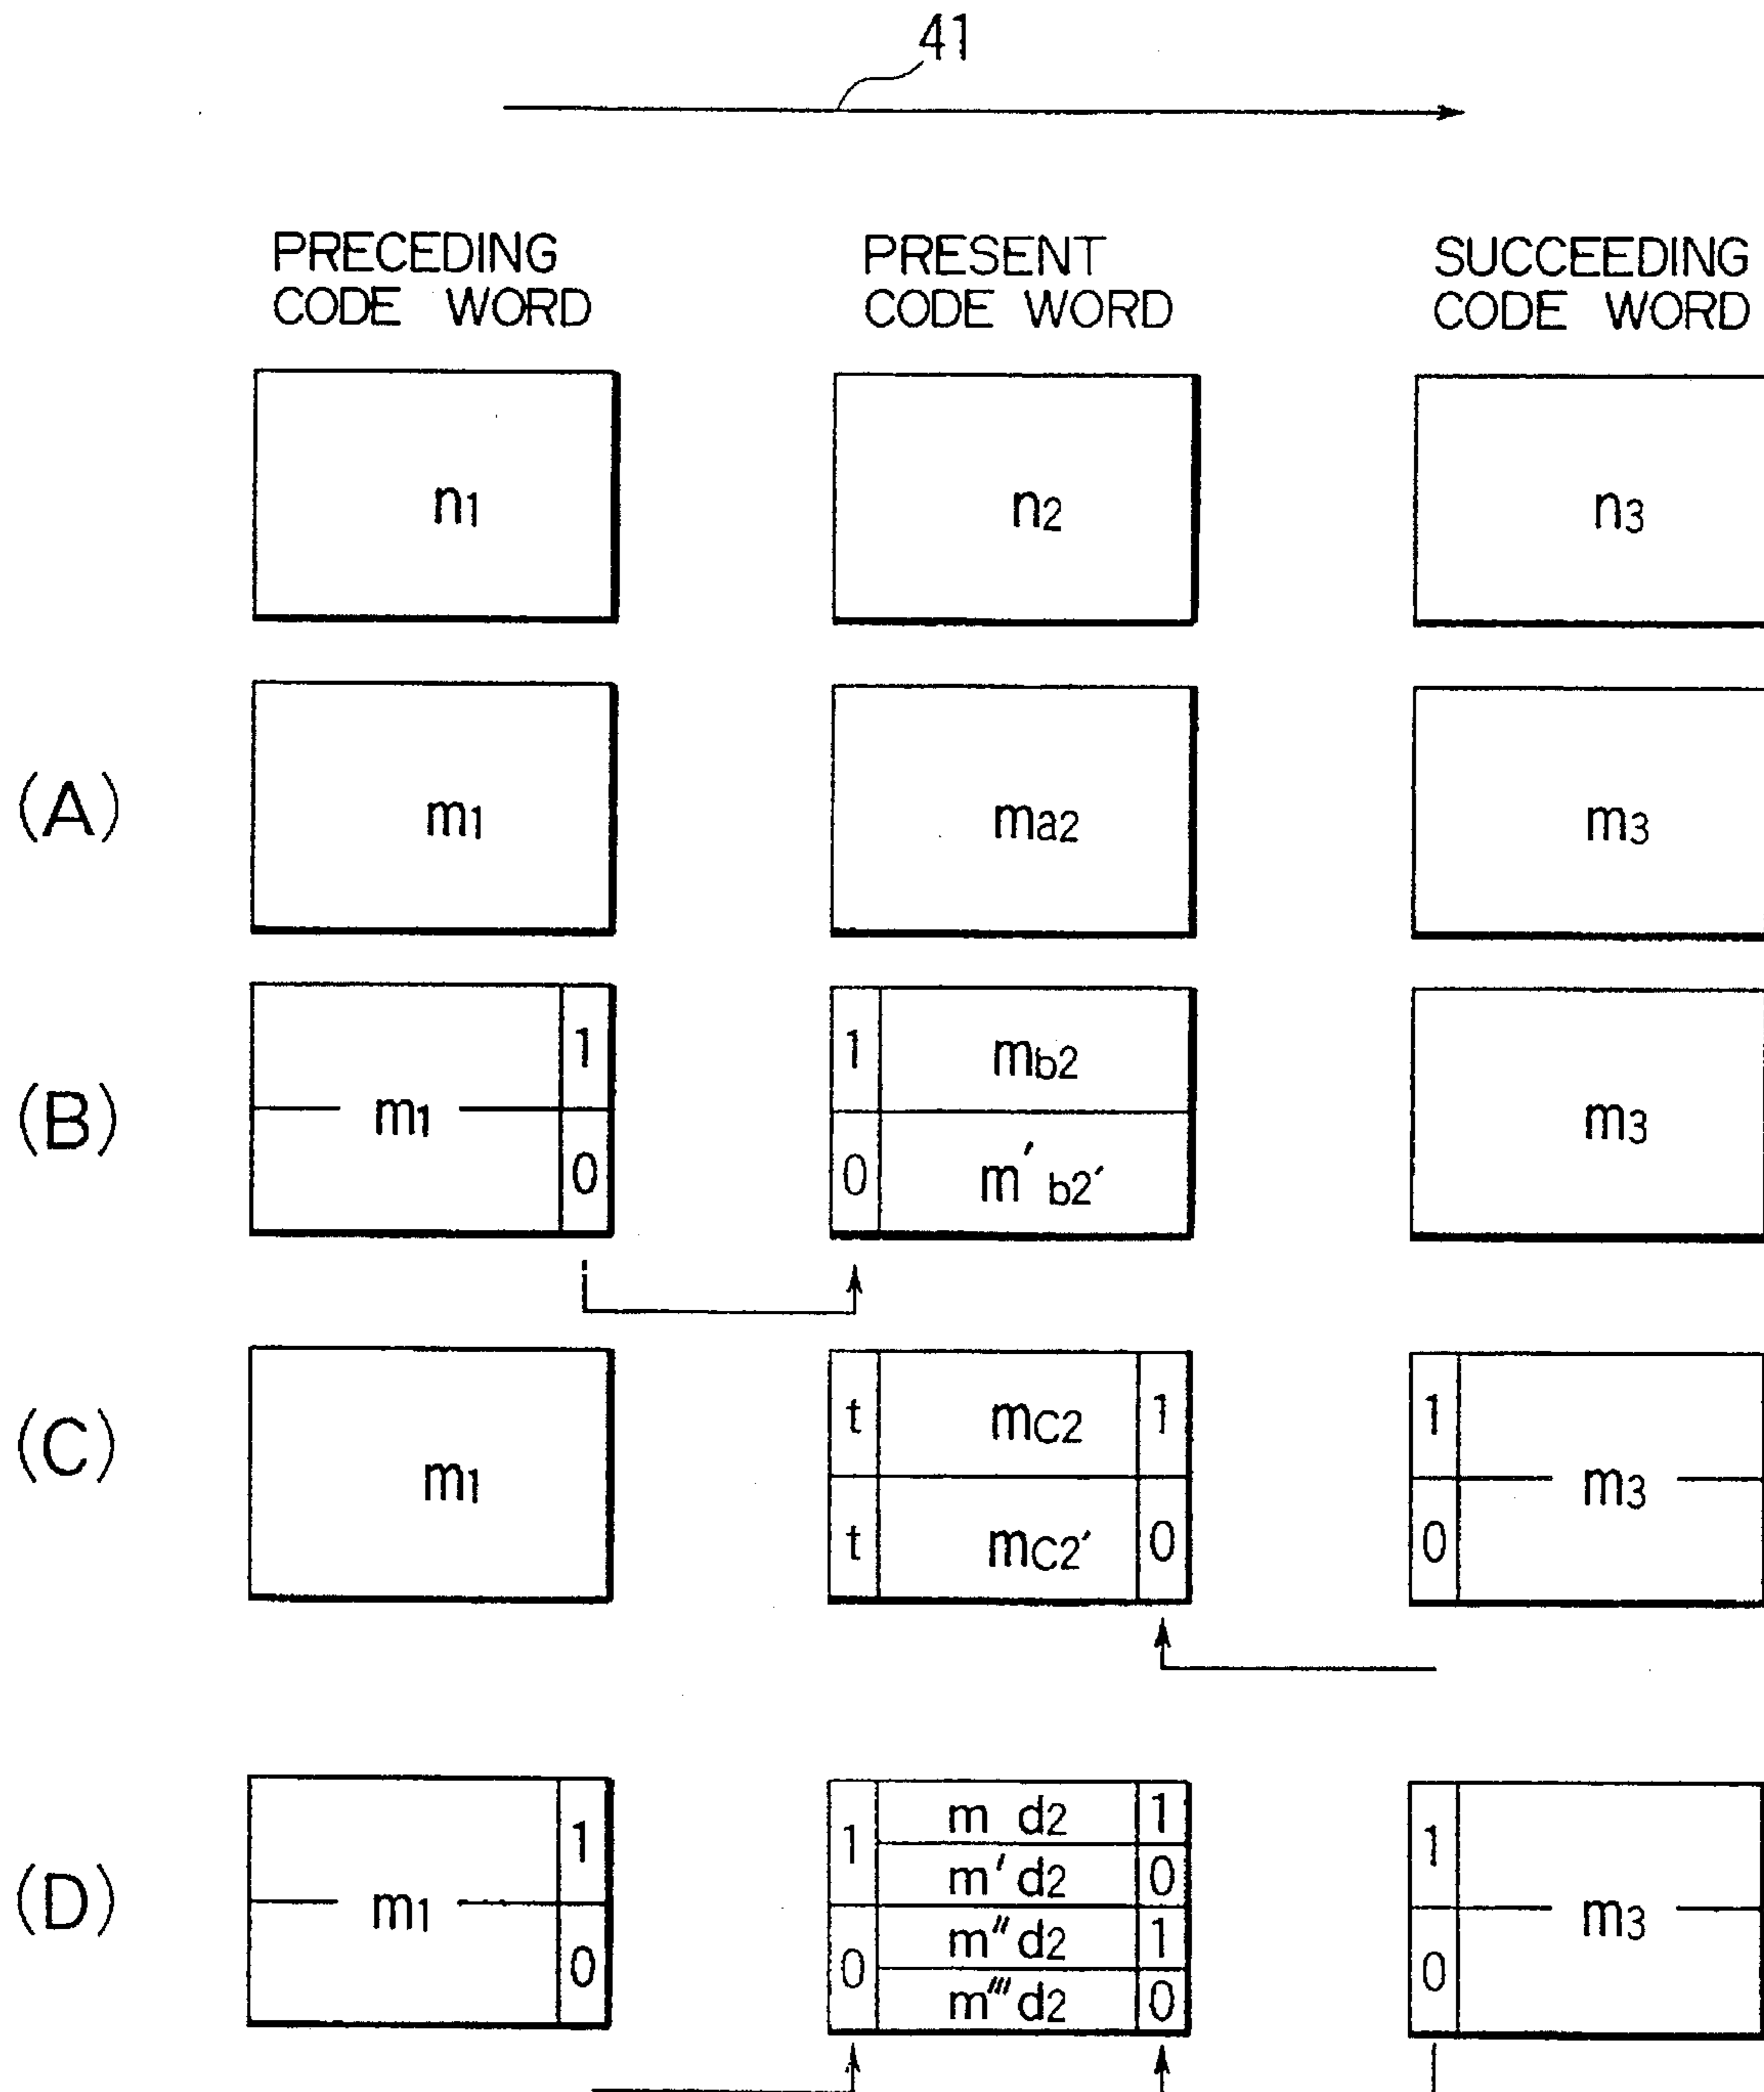 41
PRECEDING CODE WORD
PRESENT CODE WORD
SUCCEEDING CODE WORD
n1
n2
n3
(A)
m1
ma2
m3
(B)
m1
1
0
1
mb2
0
m'b2'
m3
(C)
m1
t
mC2
1
t
mC2'
0
1
0
m3
(D)
m1
1
0
1
m d2
1
m' d2
0
0
m" d2
1
m''' d2
0
1
0
m3